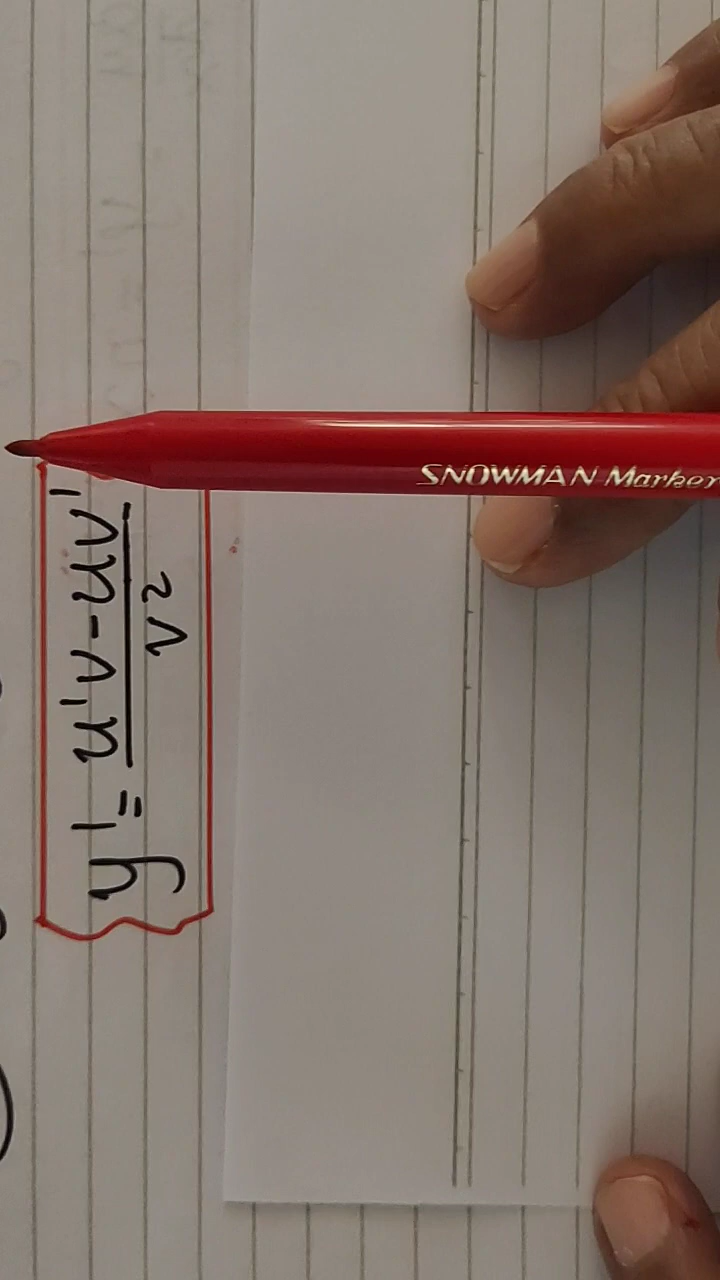 y' = u'v - uv' / v²
SNOWMAN Marker